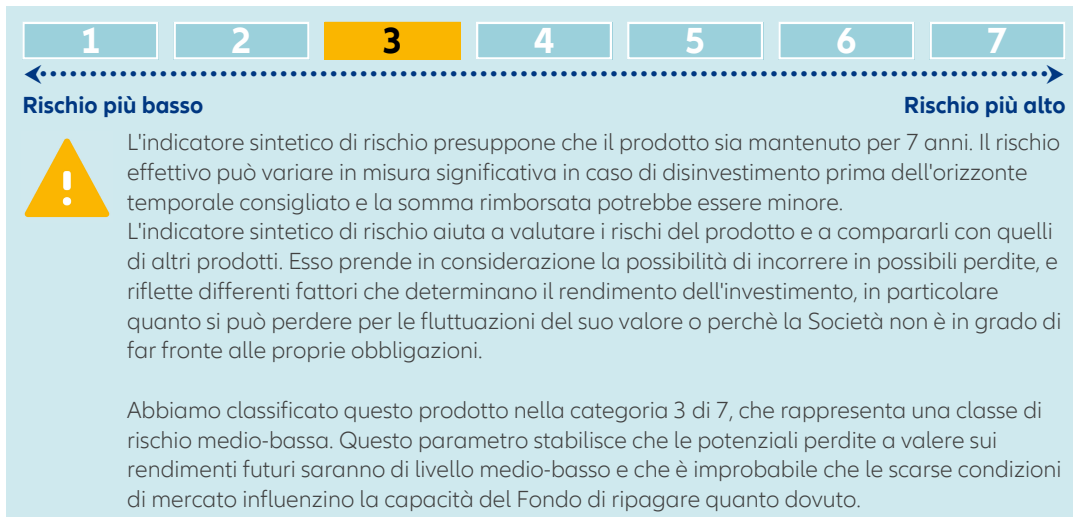 1 2 3 4 5 6 7
Rischio più basso Rischio più alto
L'indicatore sintetico di rischio presuppone che il prodotto sia mantenuto per 7 anni. Il rischio
effettivo può variare in misura significativa in caso di disinvestimento prima dell'orizzonte
temporale consigliato e la somma rimborsata potrebbe essere minore.
L'indicatore sintetico di rischio aiuta a valutare i rischi del prodotto e a compararli con quelli
di altri prodotti. Esso prende in considerazione la possibilità di incorrere in possibili perdite, e
riflette differenti fattori che determinano il rendimento dell'investimento, in particolare
quanto si può perdere per le fluttuazioni del suo valore o perchè la Società non è in grado di
far fronte alle proprie obbligazioni.
Abbiamo classificato questo prodotto nella categoria 3 di 7, che rappresenta una classe di
rischio medio-bassa. Questo parametro stabilisce che le potenziali perdite a valere sui
rendimenti futuri saranno di livello medio-basso e che è improbabile che le scarse condizioni
di mercato influenzino la capacità del Fondo di ripagare quanto dovuto.